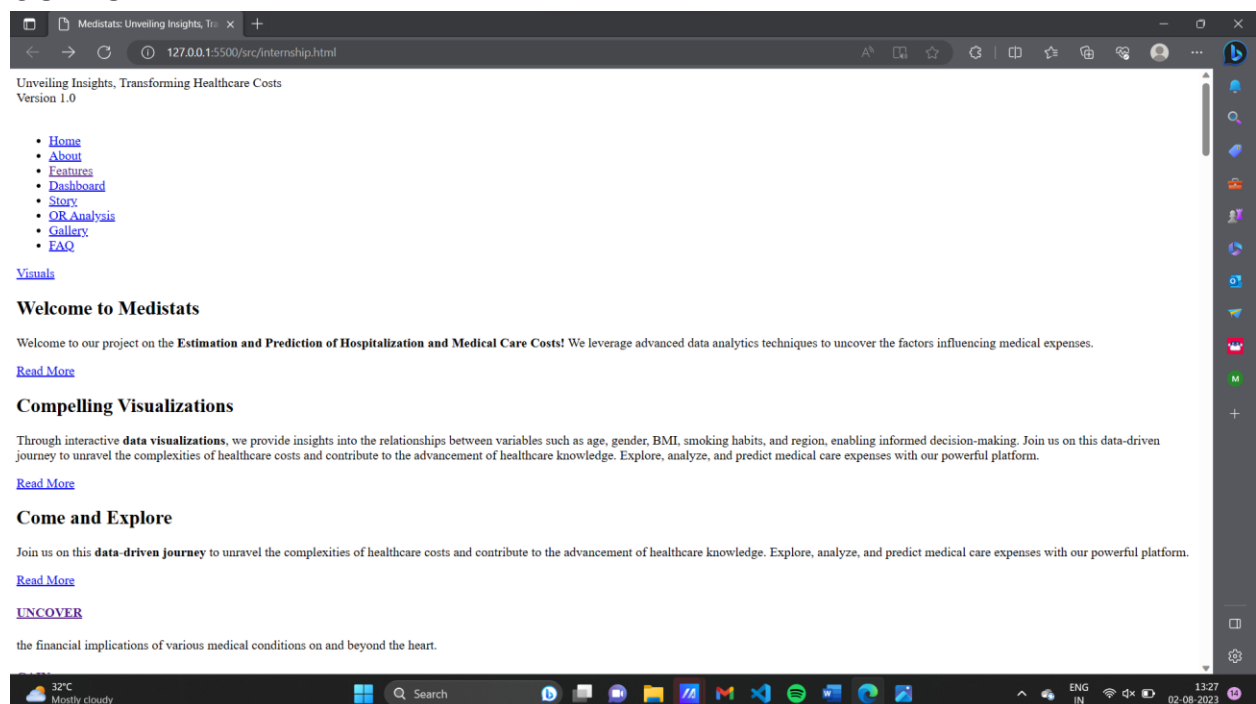 Medistats: Unveiling Insights, Tra
127.0.0.1:5500/src/internship.html
Unveiling Insights, Transforming Healthcare Costs
Version 1.0
Home
About
Features
Dashboard
Story
OR Analysis
Gallery
FAQ
Visuals
Welcome to Medistats
Welcome to our project on the Estimation and Prediction of Hospitalization and Medical Care Costs! We leverage advanced data analytics techniques to uncover the factors influencing medical expenses.
Read More
Compelling Visualizations
Through interactive data visualizations, we provide insights into the relationships between variables such as age, gender, BMI, smoking habits, and region, enabling informed decision-making. Join us on this data-driven
journey to unravel the complexities of healthcare costs and contribute to the advancement of healthcare knowledge. Explore, analyze, and predict medical care expenses with our powerful platform.
Read More
Come and Explore
Join us on this data-driven journey to unravel the complexities of healthcare costs and contribute to the advancement of healthcare knowledge. Explore, analyze, and predict medical care expenses with our powerful platform.
Read More
UNCOVER
the financial implications of various medical conditions on and beyond the heart.
M
32°C
Mostly cloudy
Search
ENG
IN
13:27
02-08-2023
14